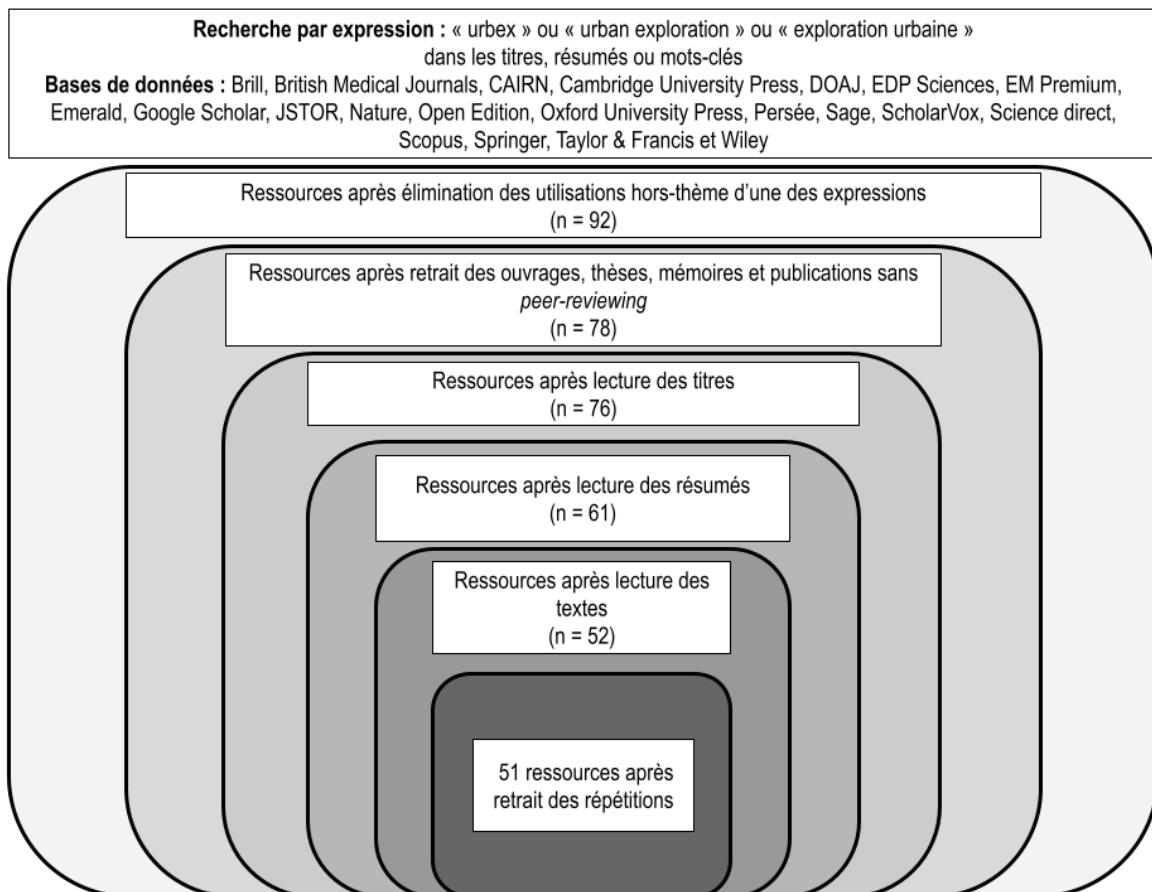 Recherche par expression : « urbex » ou « urban exploration » ou « exploration urbaine »
dans les titres, résumés ou mots-clés
Bases de données : Brill, British Medical Journals, CAIRN, Cambridge University Press, DOAJ, EDP Sciences, EM Premium,
Emerald, Google Scholar, JSTOR, Nature, Open Edition, Oxford University Press, Persée, Sage, ScholarVox, Science direct,
Scopus, Springer, Taylor & Francis et Wiley
Ressources après élimination des utilisations hors-thème d'une des expressions
(n = 92)
Ressources après retrait des ouvrages, thèses, mémoires et publications sans
peer-reviewing
(n = 78)
Ressources après lecture des titres
(n = 76)
Ressources après lecture des résumés
(n = 61)
Ressources après lecture des
textes
(n = 52)
51 ressources après
retrait des répétitions